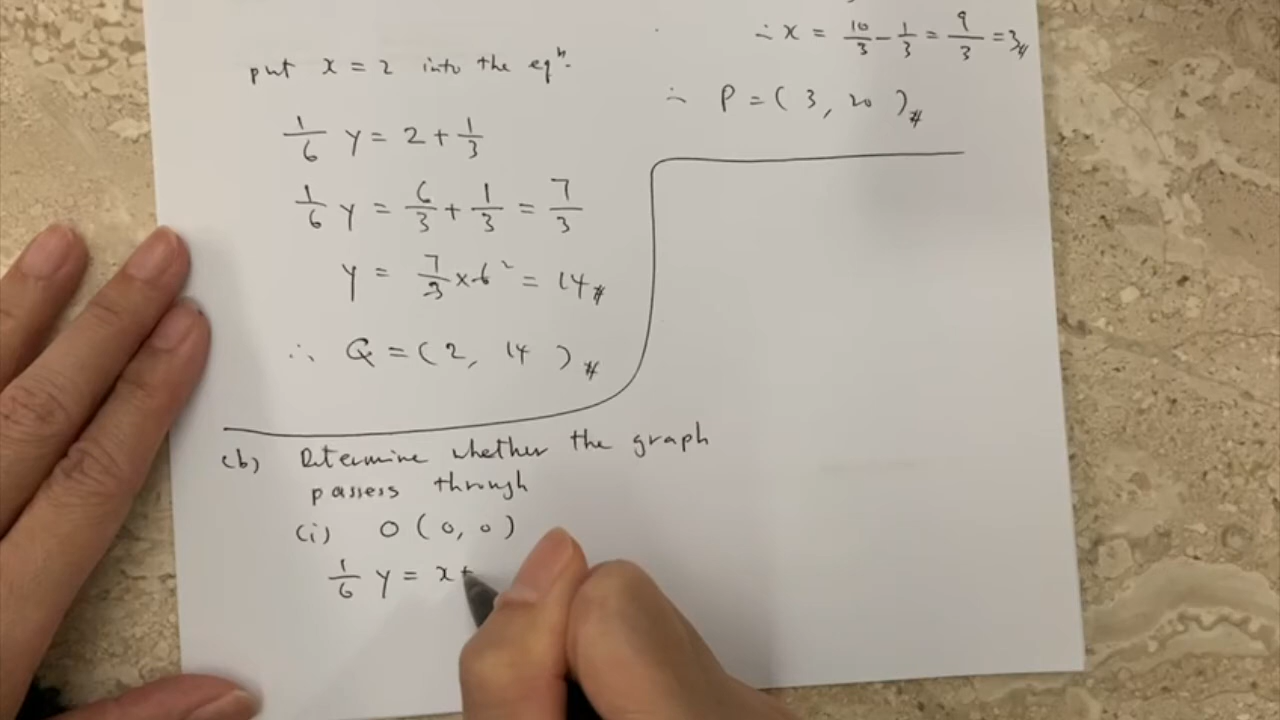 put x = 2 into the eqⁿ.
1/6 y = 2 + 1/3
1/6 y = 6/3 + 1/3 = 7/3
y = 7/3 × 6² = 14 #
∴ Q = ( 2, 14 ) #
∴ x = 10/3 - 1/3 = 9/3 = 3 #
∴ P = ( 3, 20 ) #
(b) Determine whether the graph
passes through
(i) O ( 0, 0 )
1/6 y = x +